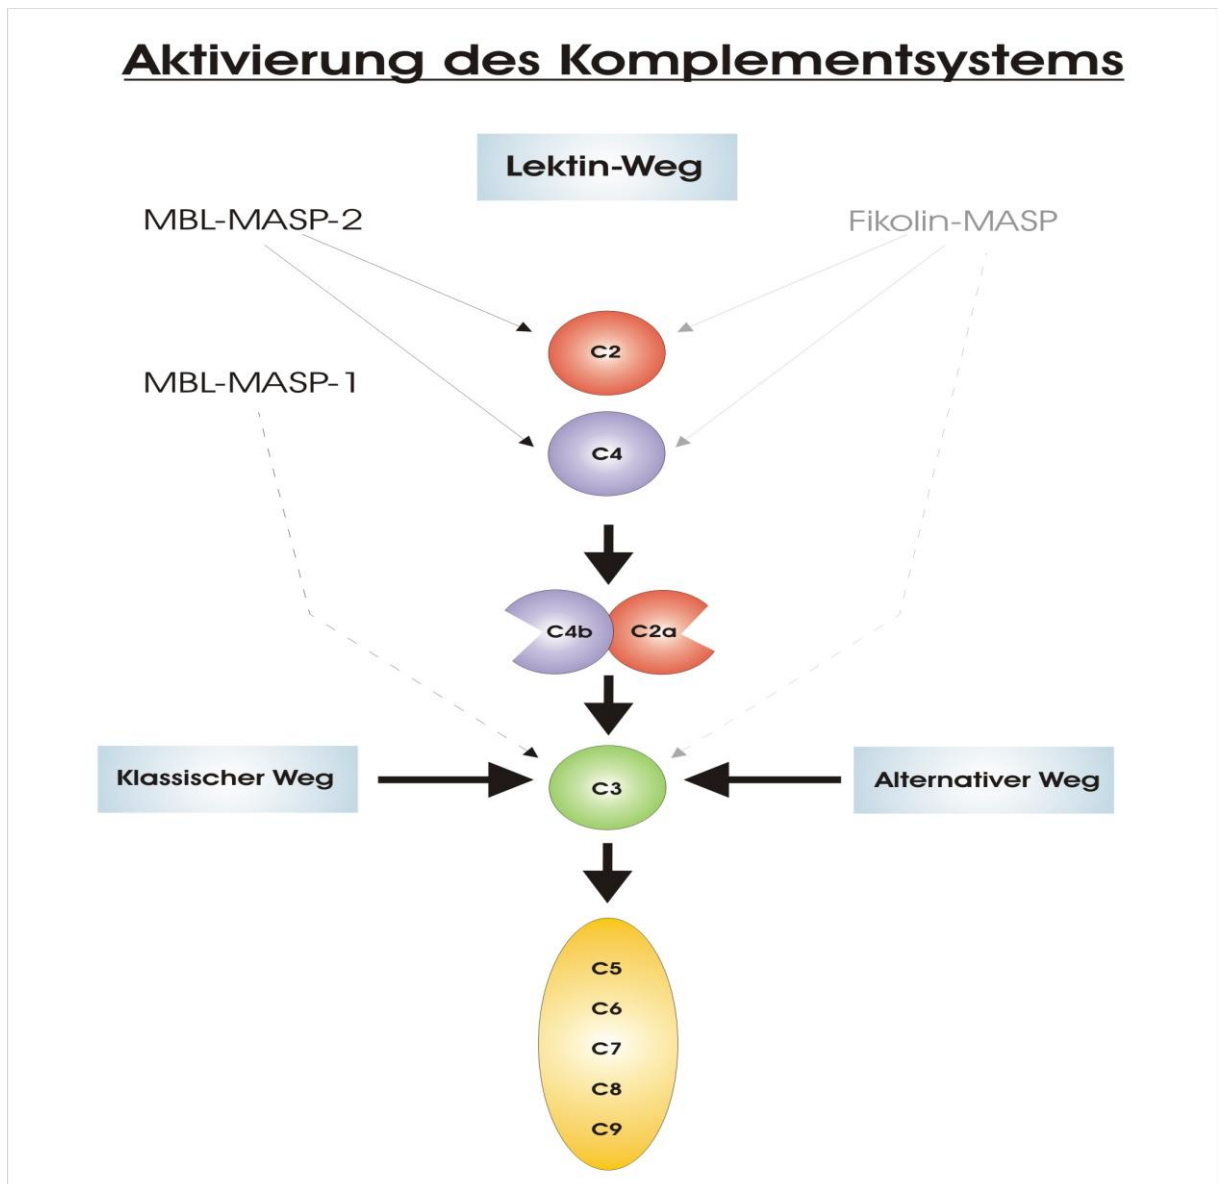 Aktivierung des Komplementsystems
Lektin-Weg
MBL-MASP-2
Fikolin-MASP
C2
MBL-MASP-1
C4
C4b
C2a
Klassischer Weg
C3
Alternativer Weg
C5
C6
C7
C8
C9